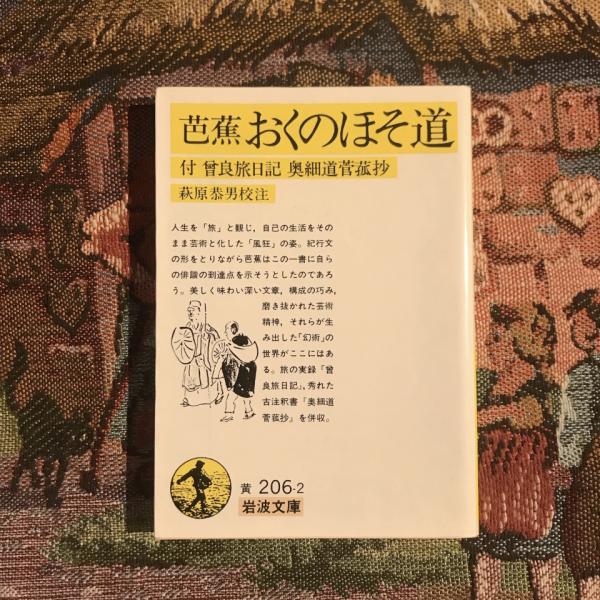 芭蕉 おくのほそ道
付 曾良旅日記 奥細道菅菰抄
萩原恭男校注
人生を「旅」と観じ，自己の生活をその
まま芸術と化した「風狂」の姿。紀行文
の形をとりながら芭蕉はこの一書に自ら
の俳諧の到達点を示そうとしたのであろ
う。美しく味わい深い文章，構成の巧み，
磨き抜かれた芸術
精神，それらが生
み出した「幻術」の
世界がここにはあ
る。旅の実録「曾
良旅日記」，秀れた
古注釈書「奥細道
菅菰抄」を併収。
黄 206-2
岩波文庫